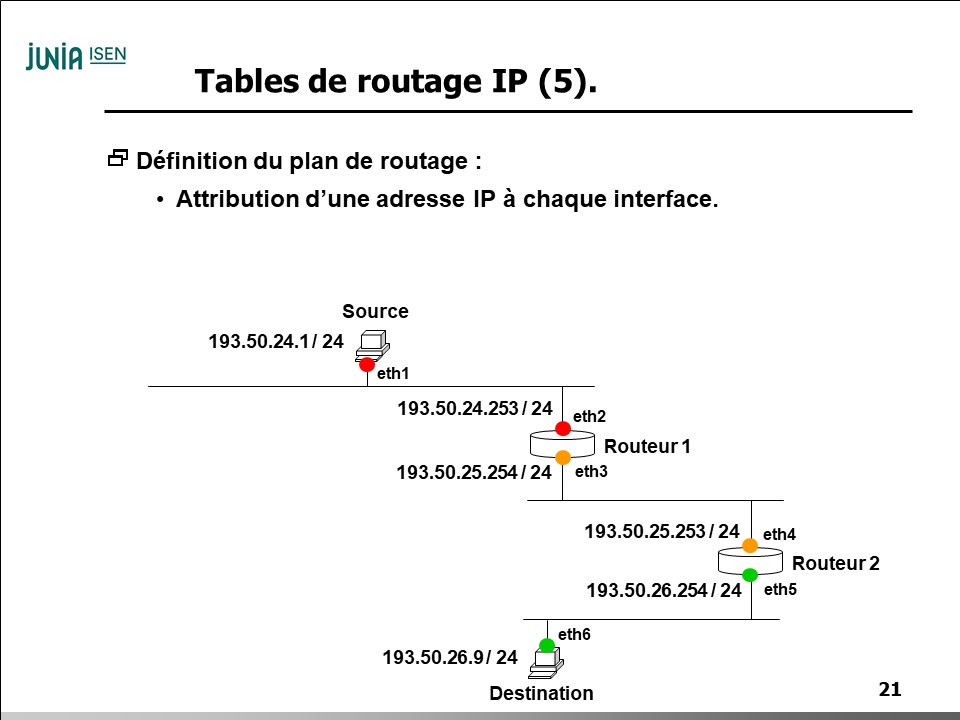 JUNIA ISEN
Tables de routage IP (5).
Définition du plan de routage :
• Attribution d’une adresse IP à chaque interface.
Source
193.50.24.1 / 24
eth1
193.50.24.253 / 24
eth2
Routeur 1
193.50.25.254 / 24
eth3
193.50.25.253 / 24
eth4
Routeur 2
193.50.26.254 / 24
eth5
eth6
193.50.26.9 / 24
Destination
21